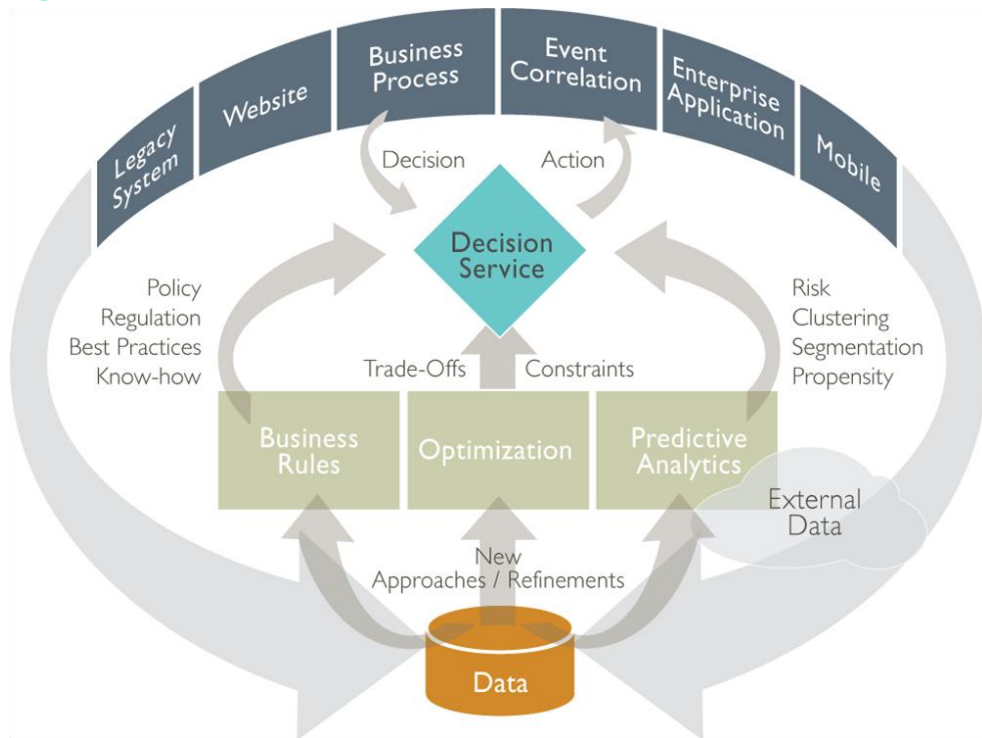 Legacy
System
Website
Business
Process
Event
Correlation
Enterprise
Application
Mobile
Decision
Action
Decision
Service
Policy
Regulation
Best Practices
Know-how
Risk
Clustering
Segmentation
Propensity
Trade-Offs
Constraints
Business
Rules
Optimization
Predictive
Analytics
External
Data
New
Approaches / Refinements
Data